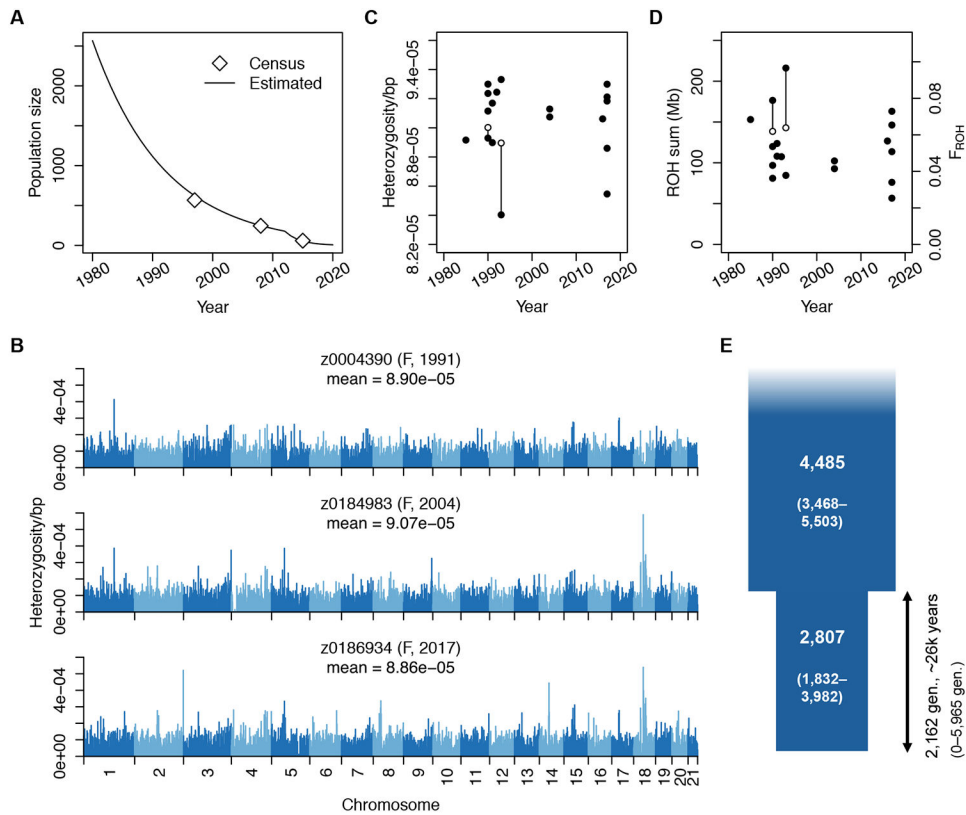 A
Population size
0
1000
2000
Census
Estimated
1980
1990
2000
2010
2020
Year
C
Heterozygosity/bp
8.2e−05
8.8e−05
9.4e−05
1980
1990
2000
2010
2020
Year
D
ROH sum (Mb)
0
100
200
0.00
0.04
0.08
FROH
1980
1990
2000
2010
2020
Year
B
Heterozygosity/bp
z0004390 (F, 1991)
mean = 8.90e−05
0e+00
4e−04
z0184983 (F, 2004)
mean = 9.07e−05
0e+00
4e−04
z0186934 (F, 2017)
mean = 8.86e−05
0e+00
4e−04
1 2 3 4 5 6 7 8 9 10 11 12 13 14 15 16 17 18 19 20 21
Chromosome
E
4,485
(3,468–
5,503)
2,807
(1,832–
3,982)
2,162 gen., ~26k years
(0–5,965 gen.)